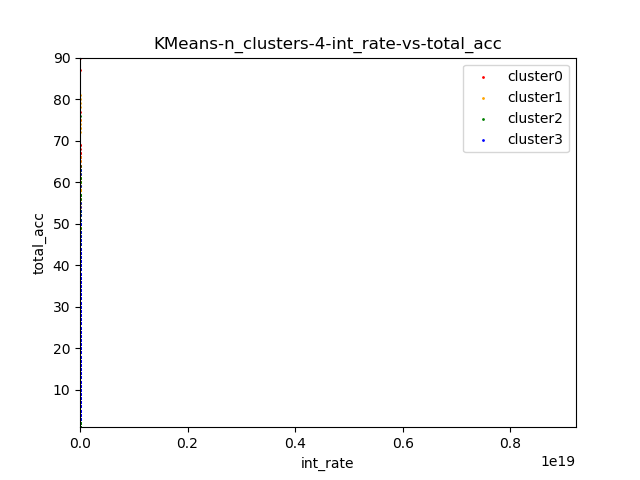 KMeans-n_clusters-4-int_rate-vs-total_acc
90
80
70
60
50
40
30
20
10
total_acc
cluster0
cluster1
cluster2
cluster3
0.0 0.2 0.4 0.6 0.8
1e19
int_rate